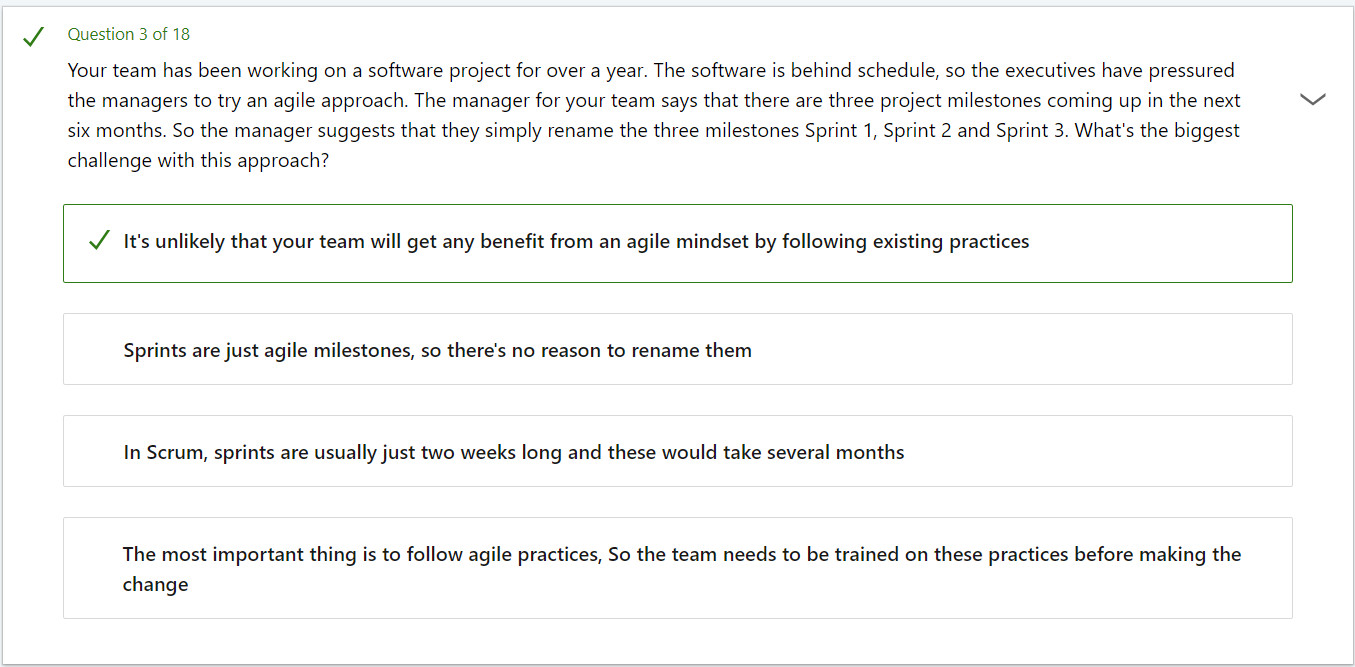 Question 3 of 18
Your team has been working on a software project for over a year. The software is behind schedule, so the executives have pressured
the managers to try an agile approach. The manager for your team says that there are three project milestones coming up in the next
six months. So the manager suggests that they simply rename the three milestones Sprint 1, Sprint 2 and Sprint 3. What's the biggest
challenge with this approach?
It's unlikely that your team will get any benefit from an agile mindset by following existing practices
Sprints are just agile milestones, so there's no reason to rename them
In Scrum, sprints are usually just two weeks long and these would take several months
The most important thing is to follow agile practices, So the team needs to be trained on these practices before making the
change